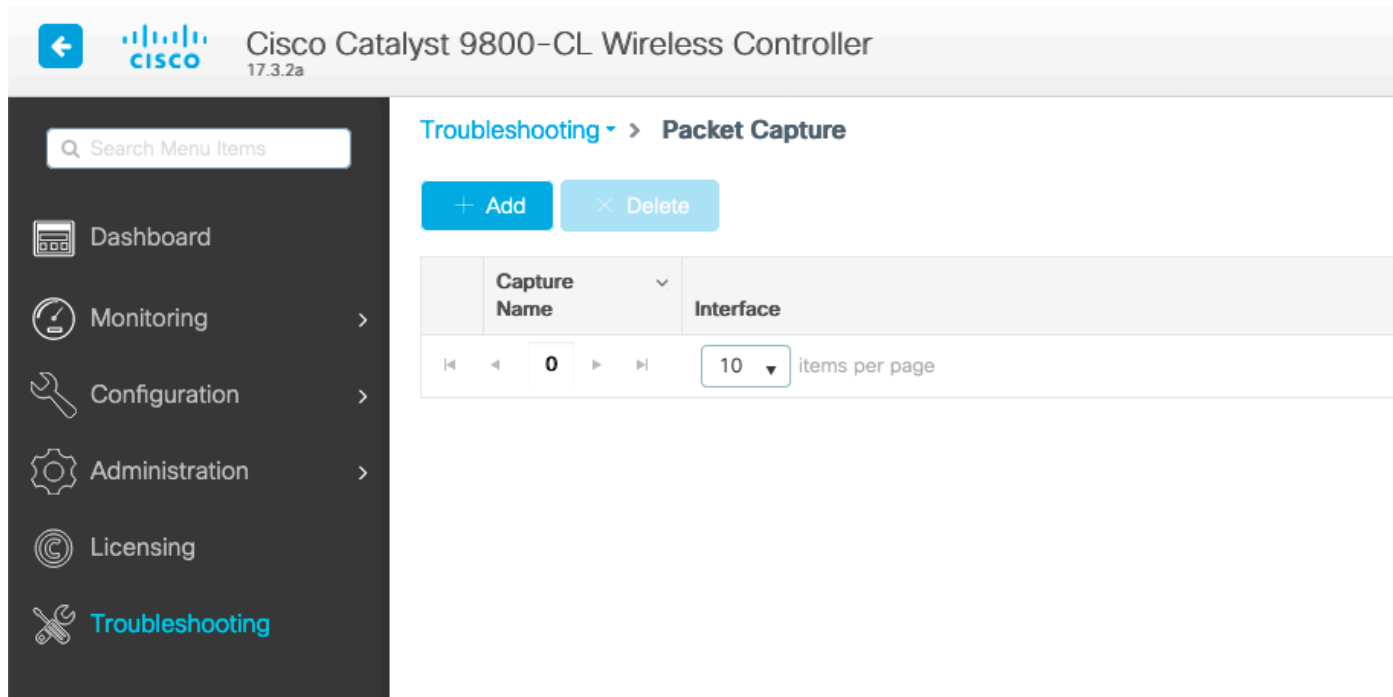 CISCO
Cisco Catalyst 9800-CL Wireless Controller
17.3.2a
Search Menu Items
Dashboard
Monitoring
Configuration
Administration
Licensing
Troubleshooting
Troubleshooting > Packet Capture
+ Add
× Delete
Capture
Name
Interface
0
10
items per page